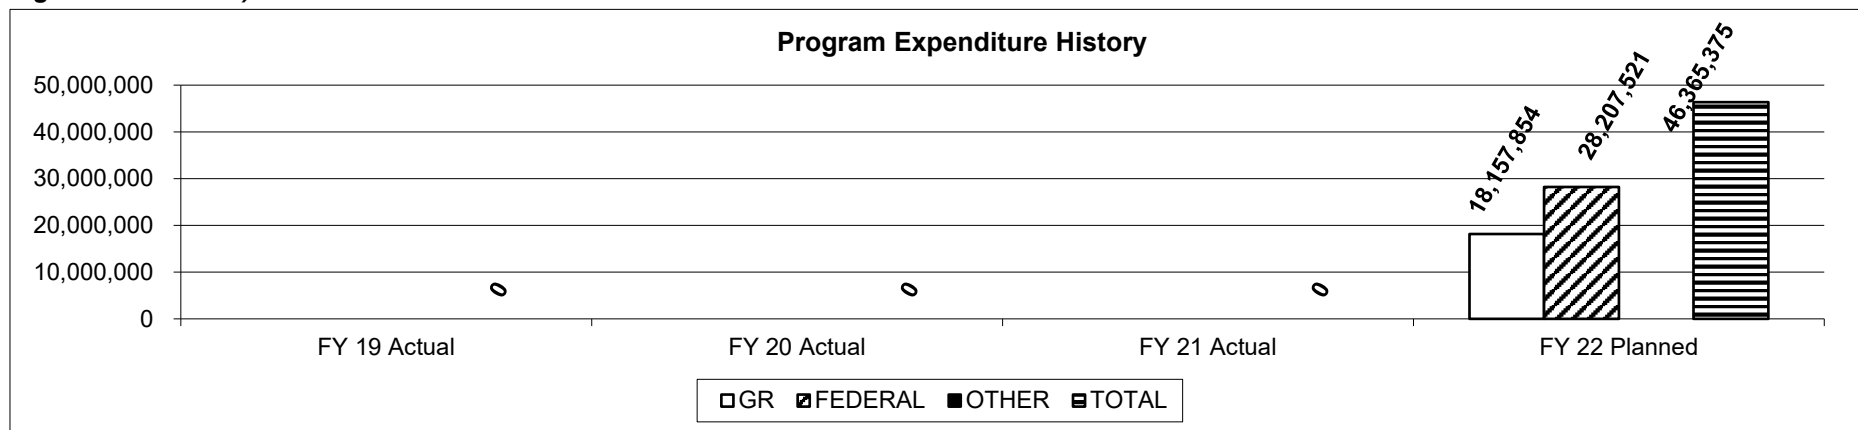 Program Expenditure History
50,000,000
40,000,000
30,000,000
20,000,000
10,000,000
0
0
0
0
18,157,854
28,207,521
46,365,375
FY 19 Actual
FY 20 Actual
FY 21 Actual
FY 22 Planned
GR FEDERAL OTHER TOTAL